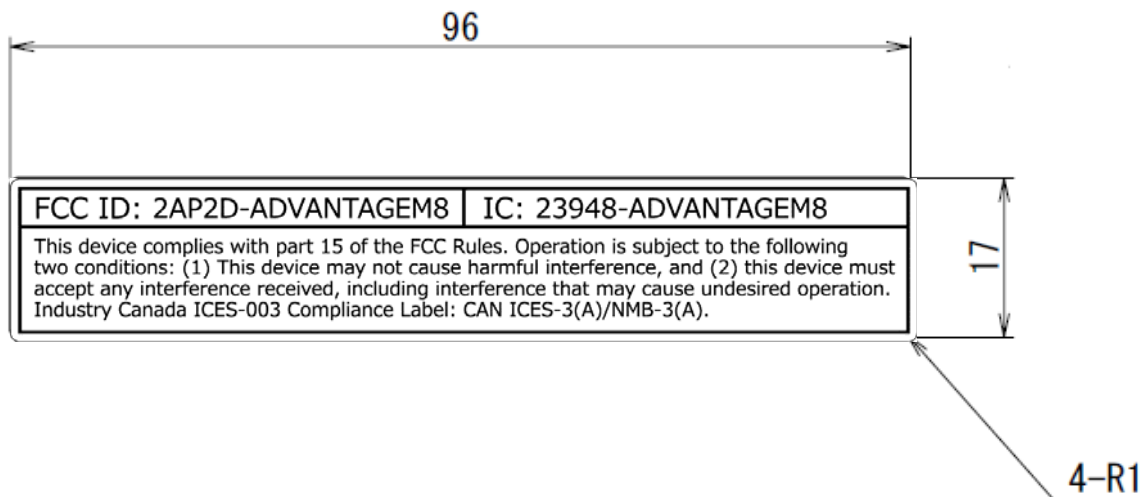 96
FCC ID: 2AP2D-ADVANTAGEM8 IC: 23948-ADVANTAGEM8
This device complies with part 15 of the FCC Rules. Operation is subject to the following
two conditions: (1) This device may not cause harmful interference, and (2) this device must
accept any interference received, including interference that may cause undesired operation.
Industry Canada ICES-003 Compliance Label: CAN ICES-3(A)/NMB-3(A).
17
4-R1